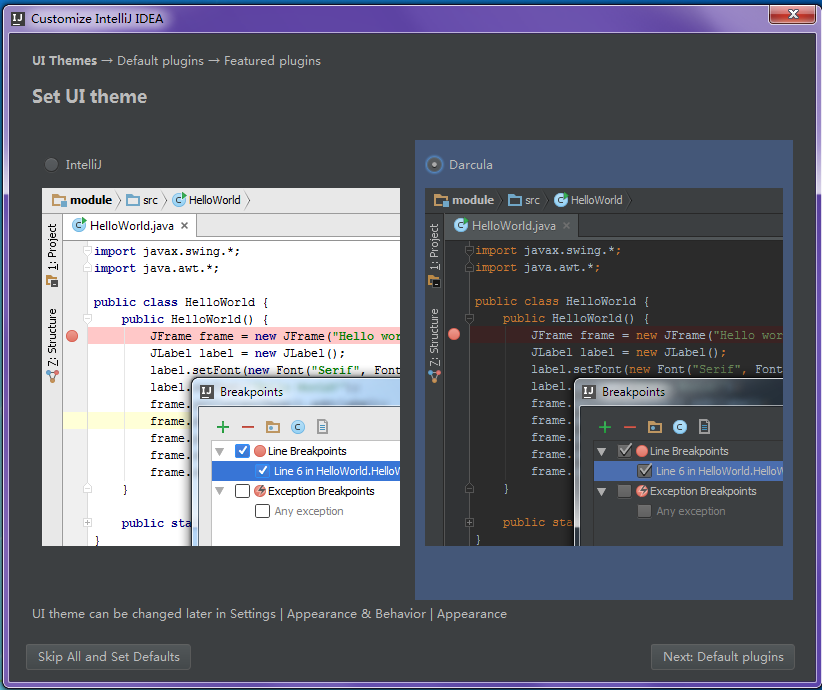 Customize IntelliJ IDEA
UI Themes → Default plugins → Featured plugins
Set UI theme
IntelliJ
module
src
HelloWorld
HelloWorld.java
1: Project
7: Structure
import javax.swing.*;
import java.awt.*;
public class HelloWorld {
public HelloWorld() {
JFrame frame = new JFrame("Hello wor
JLabel label = new JLabel();
label.setFont(new Font("Serif", Font
label.
frame.
frame.
frame.
frame.
frame.
}
public sta
}
Breakpoints
Line Breakpoints
Line 6 in HelloWorld.HelloW
Exception Breakpoints
Any exception
Darcula
module
src
HelloWorld
HelloWorld.java
1: Project
7: Structure
import javax.swing.*;
import java.awt.*;
public class HelloWorld {
public HelloWorld() {
JFrame frame = new JFrame("Hello wor
JLabel label = new JLabel();
label.setFont(new Font("Serif", Font
label.
frame.
frame.
frame.
frame.
frame.
}
public sta
}
Breakpoints
Line Breakpoints
Line 6 in HelloWorld.HelloW
Exception Breakpoints
Any exception
UI theme can be changed later in Settings | Appearance & Behavior | Appearance
Skip All and Set Defaults
Next: Default plugins